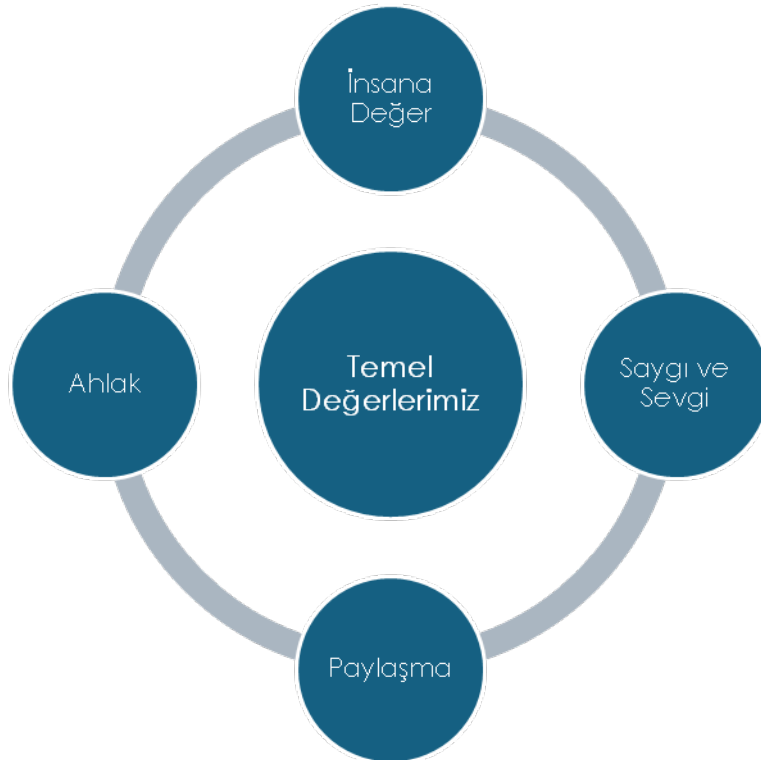 İnsana
Değer
Temel
Değerlerimiz
Saygı ve
Sevgi
Paylaşma
Ahlak